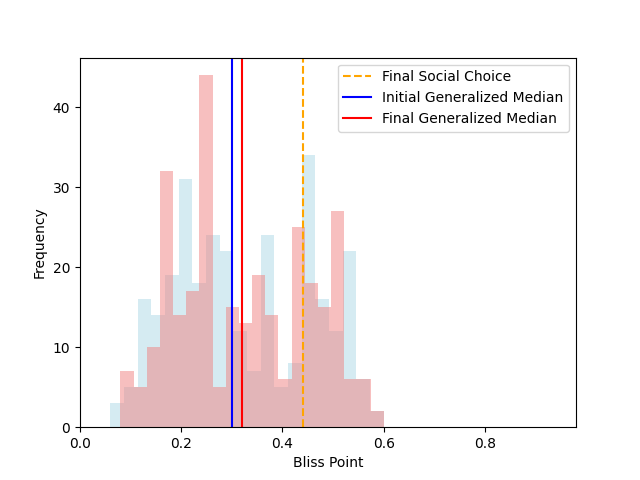 Final Social Choice
Initial Generalized Median
Final Generalized Median
40
30
20
10
0
Frequency
0.0 0.2 0.4 0.6 0.8
Bliss Point